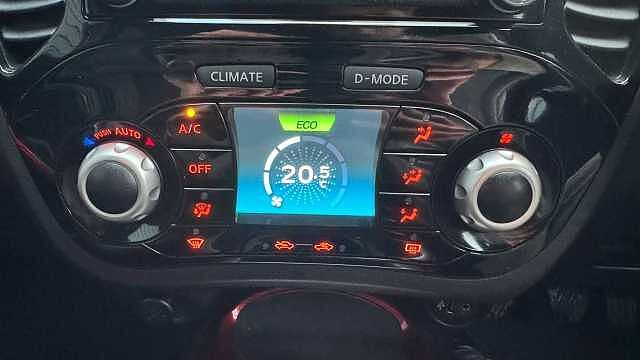 CLIMATE
D-MODE
PUSH AUTO
A/C
ECO
OFF
20.5°C